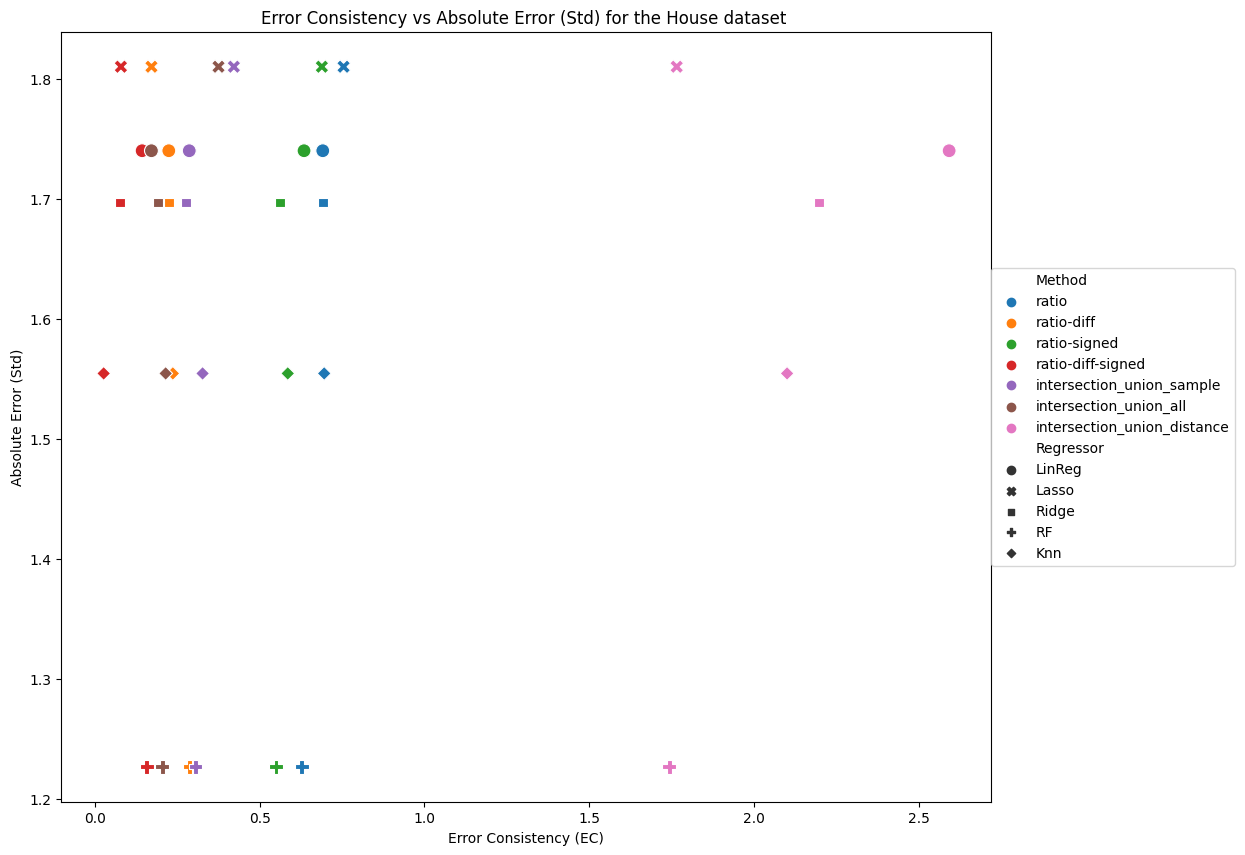 Error Consistency vs Absolute Error (Std) for the House dataset
1.8
1.7
1.6
1.5
1.4
1.3
1.2
Absolute Error (Std)
0.0
0.5
1.0
1.5
2.0
2.5
Error Consistency (EC)
Method
ratio
ratio-diff
ratio-signed
ratio-diff-signed
intersection_union_sample
intersection_union_all
intersection_union_distance
Regressor
LinReg
Lasso
Ridge
RF
Knn